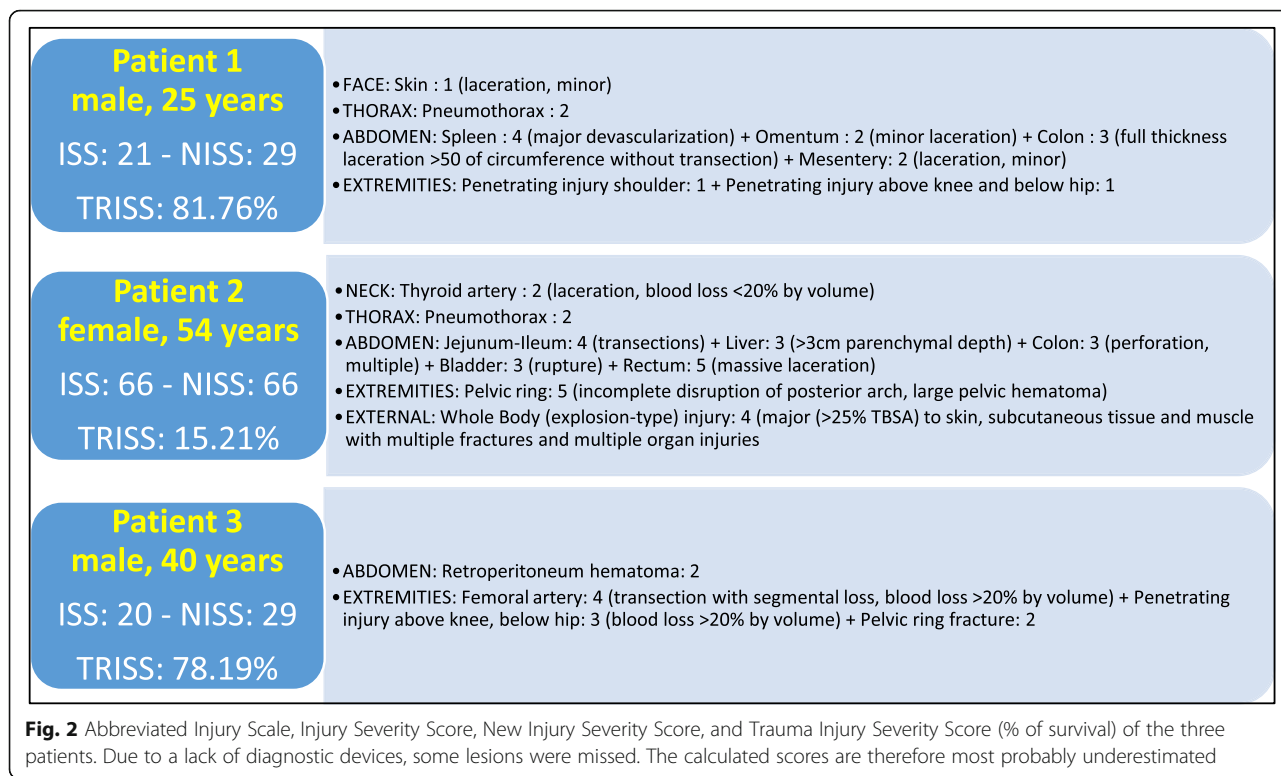 Patient 1
male, 25 years
ISS: 21 - NISS: 29
TRISS: 81.76%
•FACE: Skin : 1 (laceration, minor)
•THORAX: Pneumothorax : 2
•ABDOMEN: Spleen : 4 (major devascularization) + Omentum : 2 (minor laceration) + Colon : 3 (full thickness
laceration >50 of circumference without transection) + Mesentery: 2 (laceration, minor)
•EXTREMITIES: Penetrating injury shoulder: 1 + Penetrating injury above knee and below hip: 1
Patient 2
female, 54 years
ISS: 66 - NISS: 66
TRISS: 15.21%
•NECK: Thyroid artery : 2 (laceration, blood loss <20% by volume)
•THORAX: Pneumothorax : 2
•ABDOMEN: Jejunum-Ileum: 4 (transections) + Liver: 3 (>3cm parenchymal depth) + Colon: 3 (perforation,
multiple) + Bladder: 3 (rupture) + Rectum: 5 (massive laceration)
•EXTREMITIES: Pelvic ring: 5 (incomplete disruption of posterior arch, large pelvic hematoma)
•EXTERNAL: Whole Body (explosion-type) injury: 4 (major (>25% TBSA) to skin, subcutaneous tissue and muscle
with multiple fractures and multiple organ injuries
Patient 3
male, 40 years
ISS: 20 - NISS: 29
TRISS: 78.19%
•ABDOMEN: Retroperitoneum hematoma: 2
•EXTREMITIES: Femoral artery: 4 (transection with segmental loss, blood loss >20% by volume) + Penetrating
injury above knee, below hip: 3 (blood loss >20% by volume) + Pelvic ring fracture: 2
Fig. 2 Abbreviated Injury Scale, Injury Severity Score, New Injury Severity Score, and Trauma Injury Severity Score (% of survival) of the three
patients. Due to a lack of diagnostic devices, some lesions were missed. The calculated scores are therefore most probably underestimated